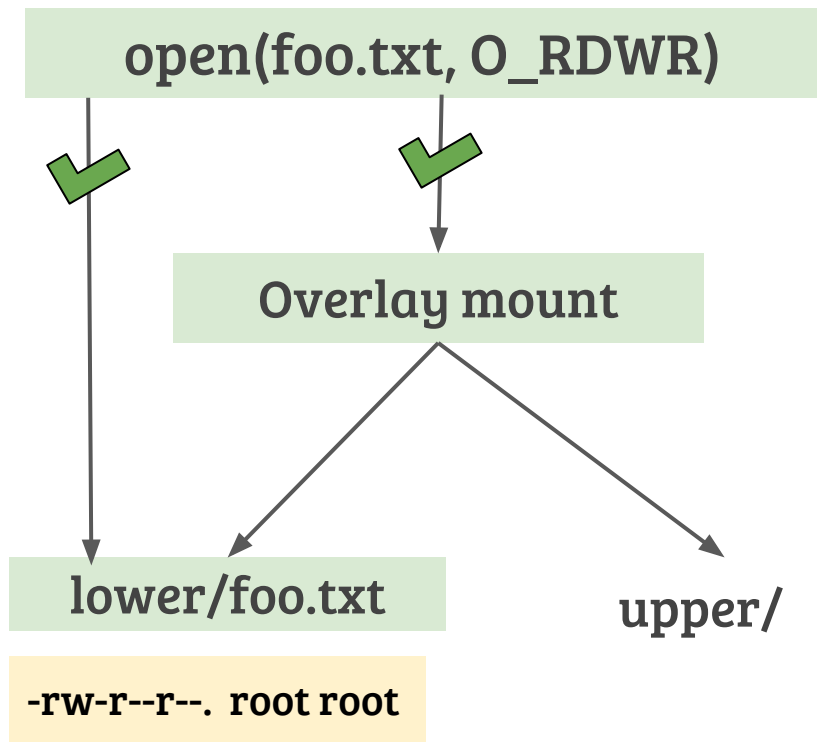 open(foo.txt, O_RDWR)
Overlay mount
lower/foo.txt
upper/
-rw-r--r--. root root